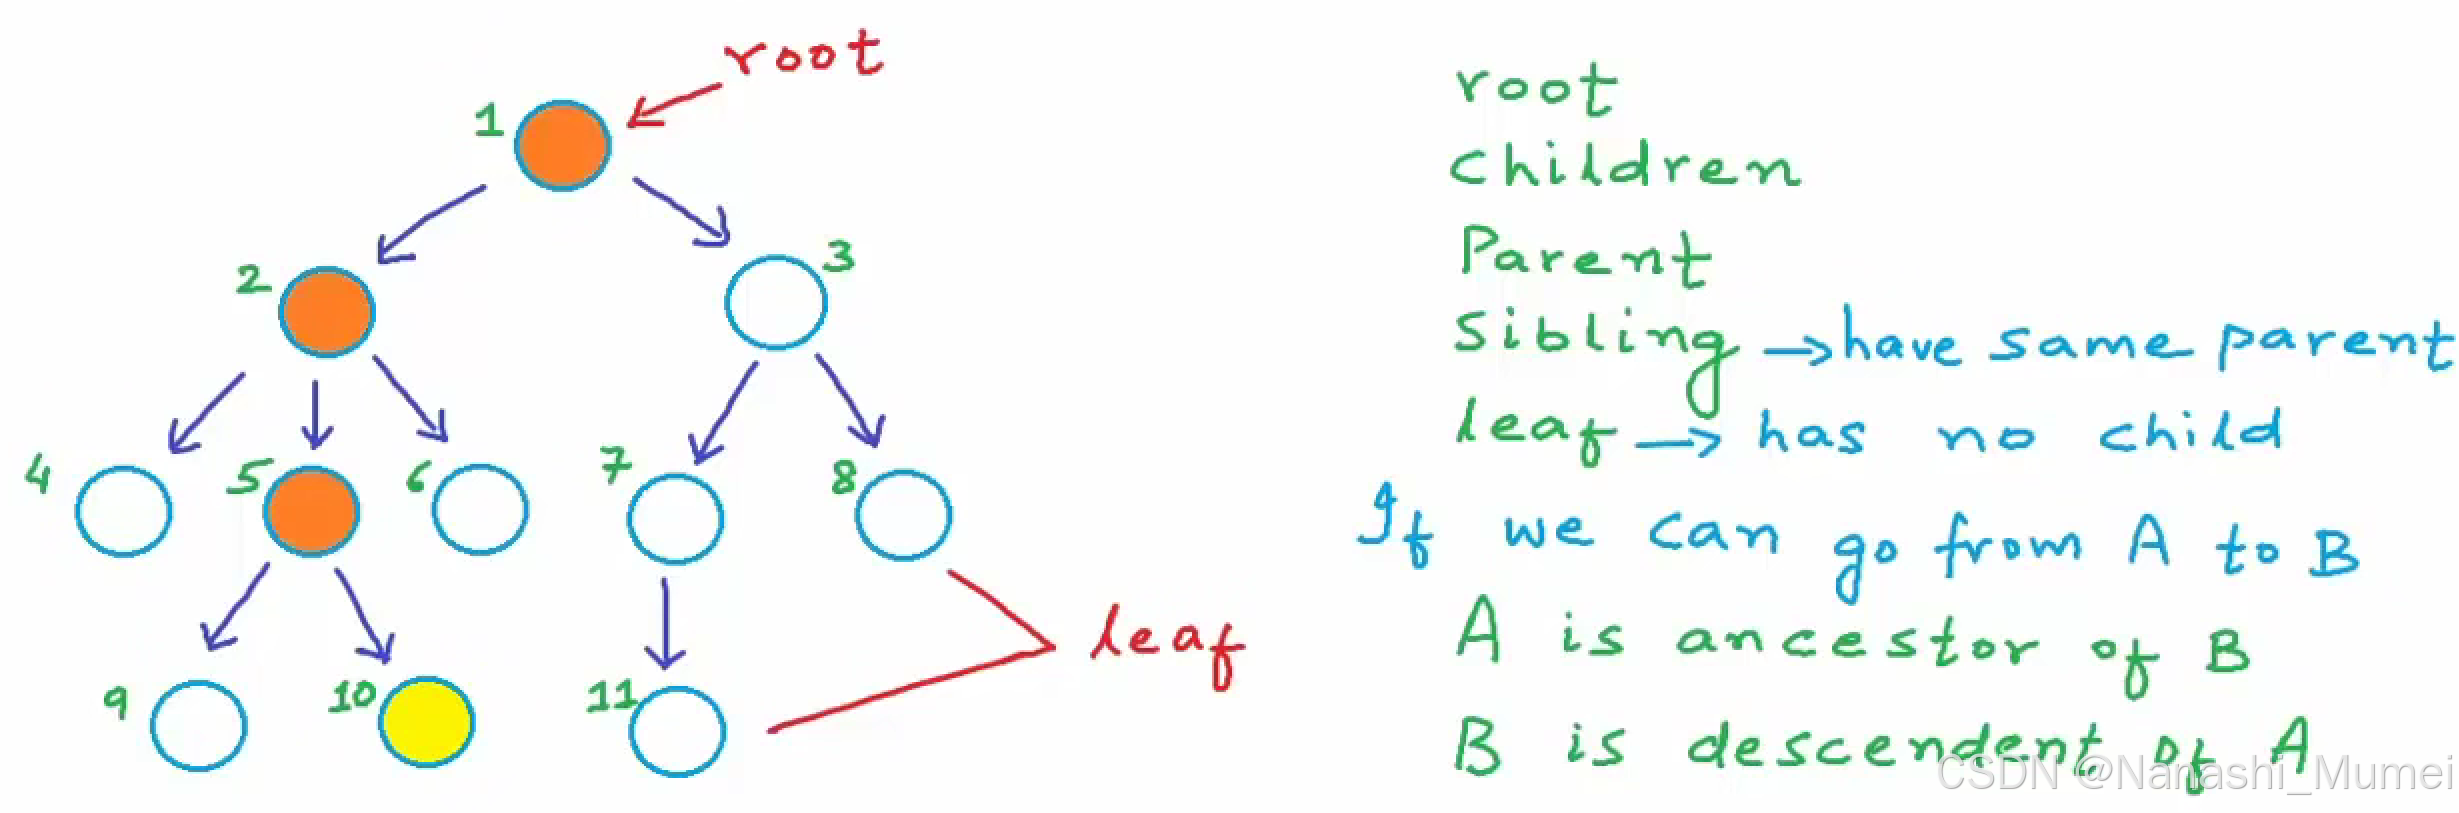 root
1
2
3
4
5
6
7
8
9
10
11
leaf
root
children
Parent
Sibling →have same parent
leaf → has no child
If we can go from A to B
A is ancestor of B
B is descendent of A
CSDN @Nanashi_Mumei